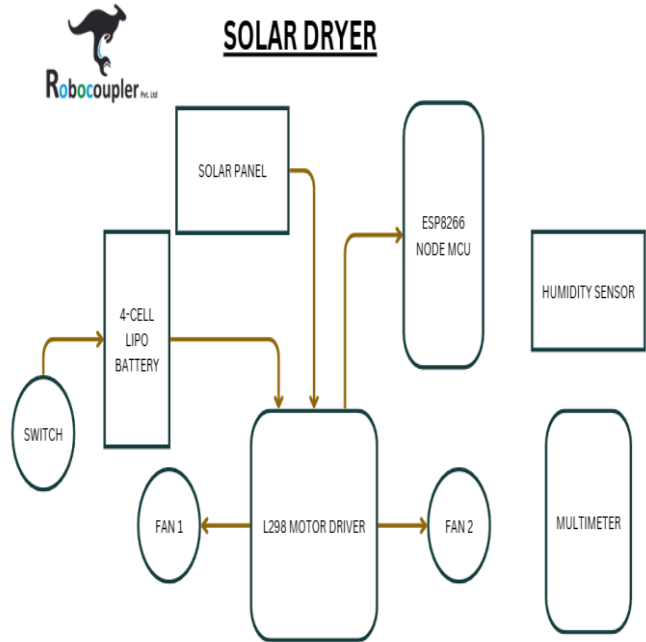 SOLAR DRYER
Robocoupler Pvt. Ltd
SOLAR PANEL
ESP8266
NODE MCU
HUMIDITY SENSOR
4-CELL
LIPO
BATTERY
SWITCH
FAN 1
L298 MOTOR DRIVER
FAN 2
MULTIMETER